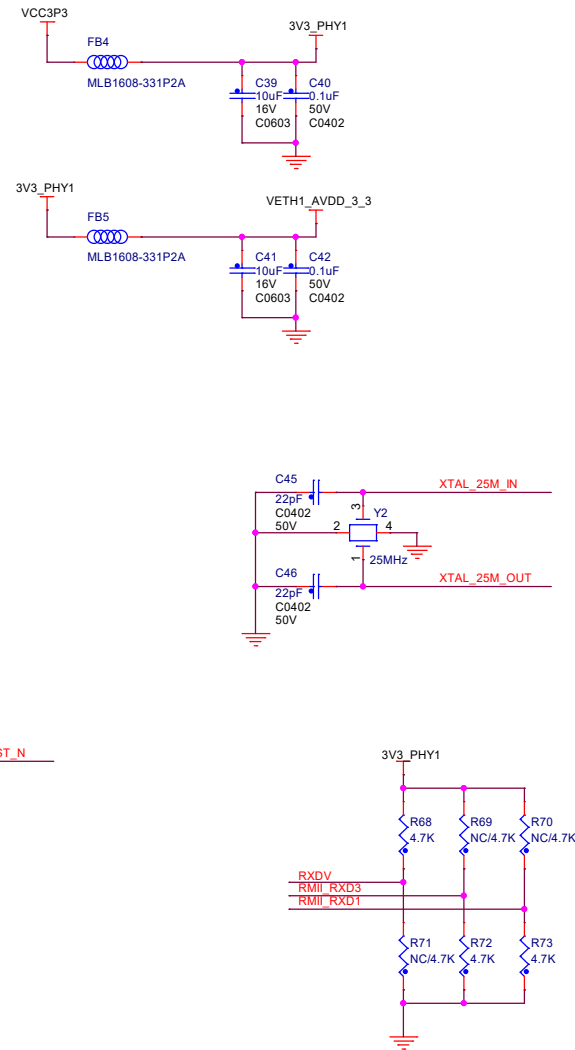 VCC3P3
FB4
MLB1608-331P2A
3V3_PHY1
C39
10uF
16V
C0603
C40
0.1uF
50V
C0402
3V3_PHY1
FB5
MLB1608-331P2A
VETH1_AVDD_3_3
C41
10uF
16V
C0603
C42
0.1uF
50V
C0402
C45
22pF
C0402
50V
XTAL_25M_IN
3
Y2
2
4
1
25MHz
C46
22pF
C0402
50V
XTAL_25M_OUT
ST_N
3V3_PHY1
R68
4.7K
R69
NC/4.7K
R70
NC/4.7K
RXDV
RMII_RXD3
RMII_RXD1
R71
NC/4.7K
R72
4.7K
R73
4.7K